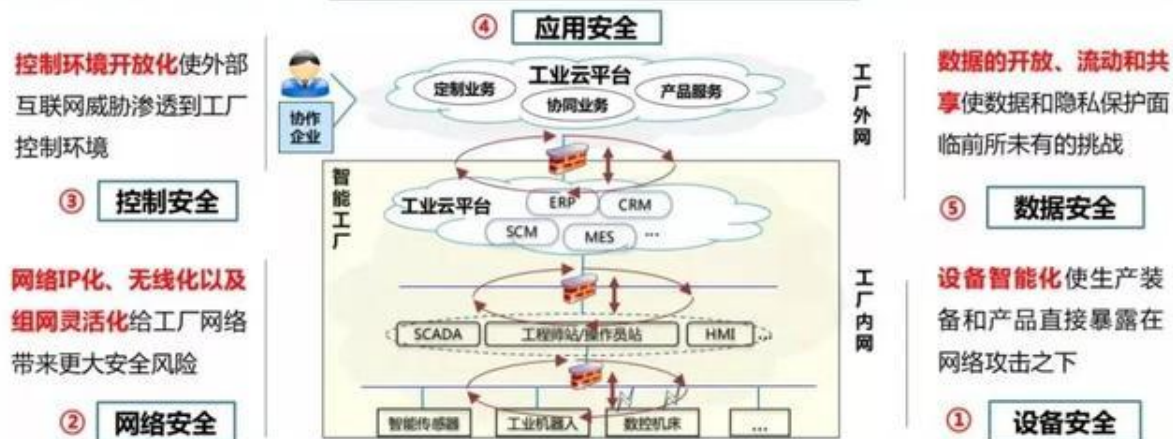 ④ 应用安全
控制环境开放化使外部
互联网威胁渗透到工厂
控制环境
③ 控制安全
网络IP化、无线化以及
组网灵活化给工厂网络
带来更大安全风险
② 网络安全
协作
企业
工业云平台
定制业务
协同业务
产品服务
工厂外网
智能工厂
工业云平台
ERP
CRM
SCM
MES
...
SCADA
工程师站/操作员站
HMI
...
工厂内网
智能传感器
工业机器人
数控机床
...
数据的开放、流动和共
享使数据和隐私保护面
临前所未有的挑战
⑤ 数据安全
设备智能化使生产装
备和产品直接暴露在
网络攻击之下
① 设备安全